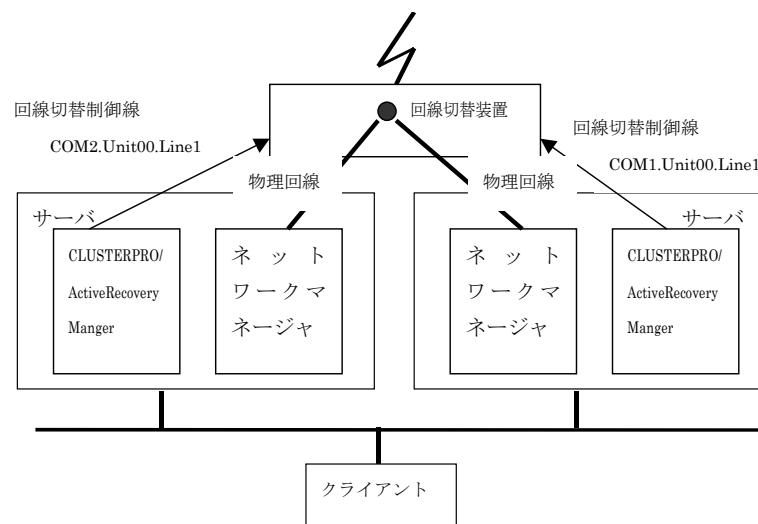 回線切替装置
回線切替制御線
COM2.Unit00.Line1
回線切替制御線
COM1.Unit00.Line1
物理回線
物理回線
サーバ
CLUSTERPRO/
ActiveRecovery
Manger
ネット
ワークマ
ネージャ
サーバ
ネット
ワークマ
ネージャ
CLUSTERPRO/
ActiveRecovery
Manger
クライアント